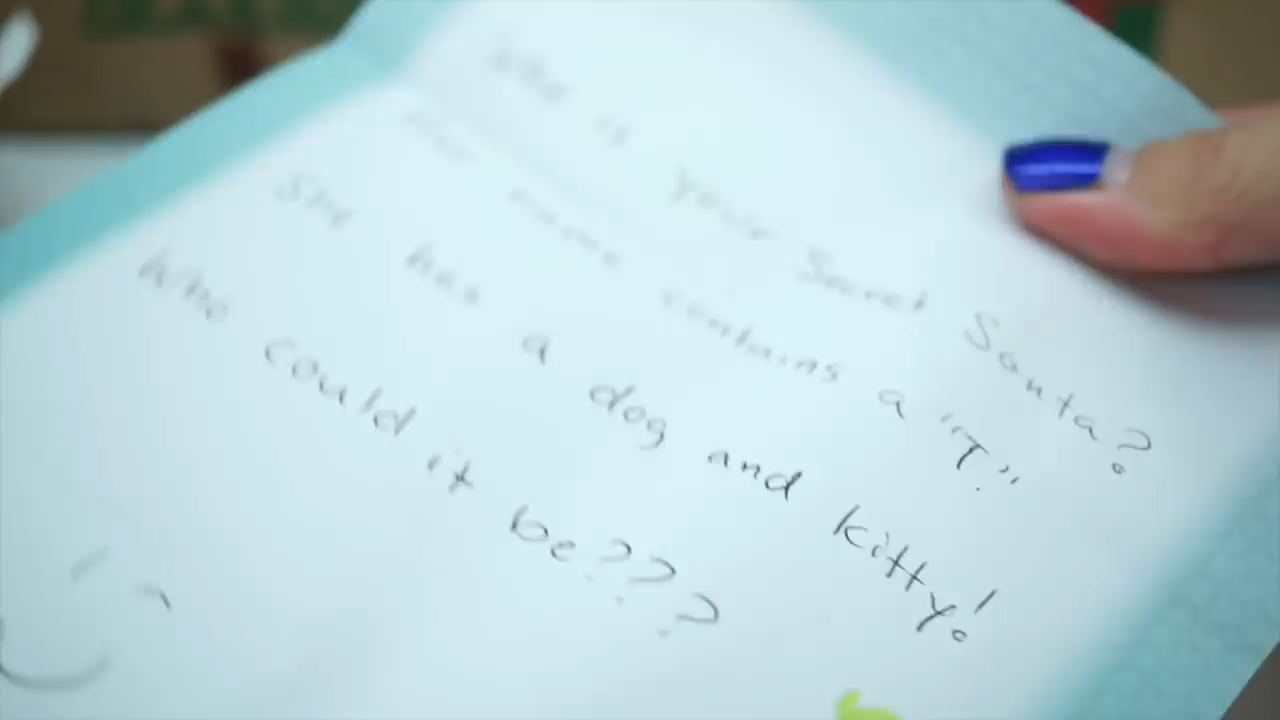 Who is your Secret Santa?
Her name contains a "T."
She has a dog and kitty!
Who could it be???